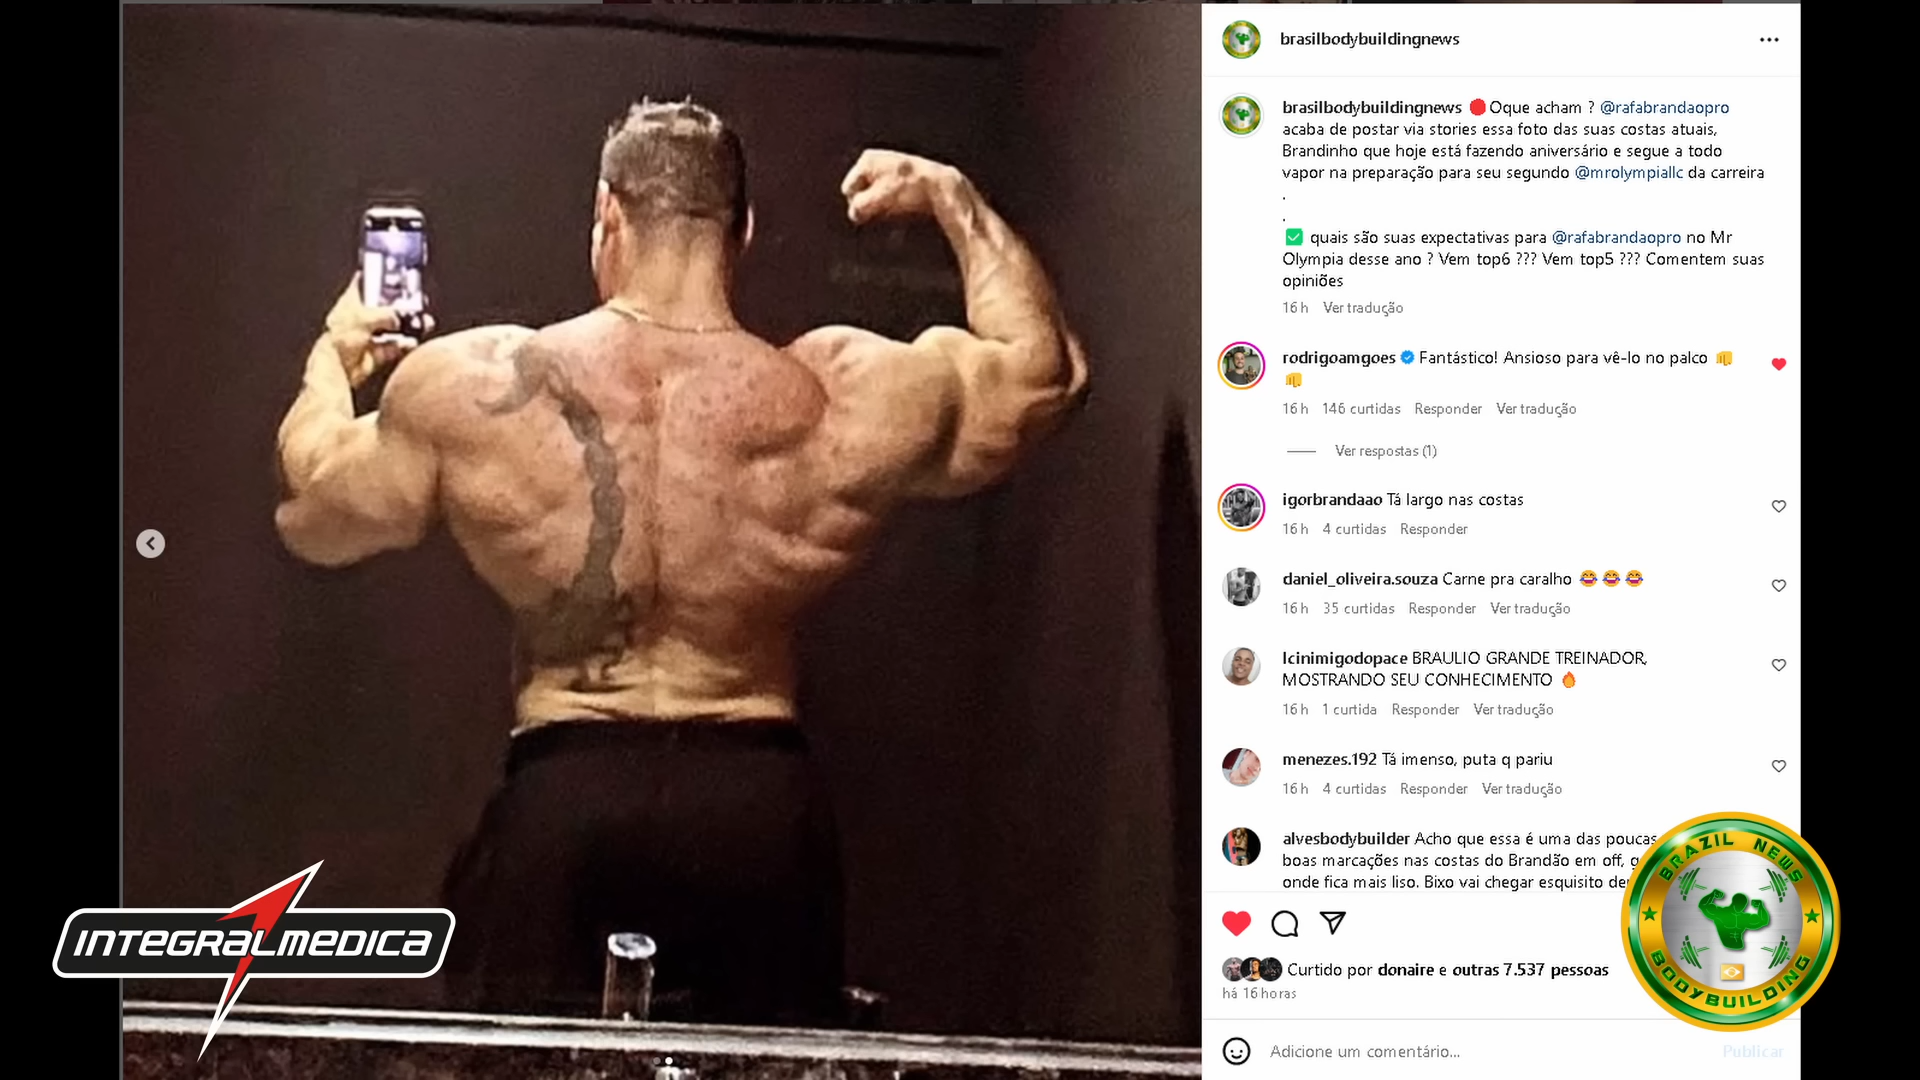 brasilbodybuildingnews
brasilbodybuildingnews 🔴Oque acham ? @rafabrandaopro
acaba de postar via stories essa foto das suas costas atuais,
Brandinho que hoje está fazendo aniversário e segue a todo
vapor na preparação para seu segundo @mrolympiallc da carreira
.
.
✅ quais são suas expectativas para @rafabrandaopro no Mr
Olympia desse ano ? Vem top6 ??? Vem top5 ??? Comentem suas
opiniões
16 h Ver tradução
rodrigoamgoes Fantástico! Ansioso para vê-lo no palco 👊
👊
16 h 146 curtidas Responder Ver tradução
Ver respostas (1)
igorbrandaao Tá largo nas costas
16 h 4 curtidas Responder
daniel_oliveira.souza Carne pra caralho 😂😂😂
16 h 35 curtidas Responder Ver tradução
lcinimigodopace BRAULIO GRANDE TREINADOR,
MOSTRANDO SEU CONHECIMENTO 🔥
16 h 1 curtida Responder Ver tradução
menezes.192 Tá imenso, puta q pariu
16 h 4 curtidas Responder Ver tradução
alvesbodybuilder Acho que essa é uma das poucas
boas marcações nas costas do Brandão em off,
onde fica mais liso. Bixo vai chegar esquisito
Curtido por donaire e outras 7.537 pessoas
há 16 horas
Adicione um comentário...
Publicar
INTEGRALMEDICA
BRAZIL NEWS
BODYBUILDING